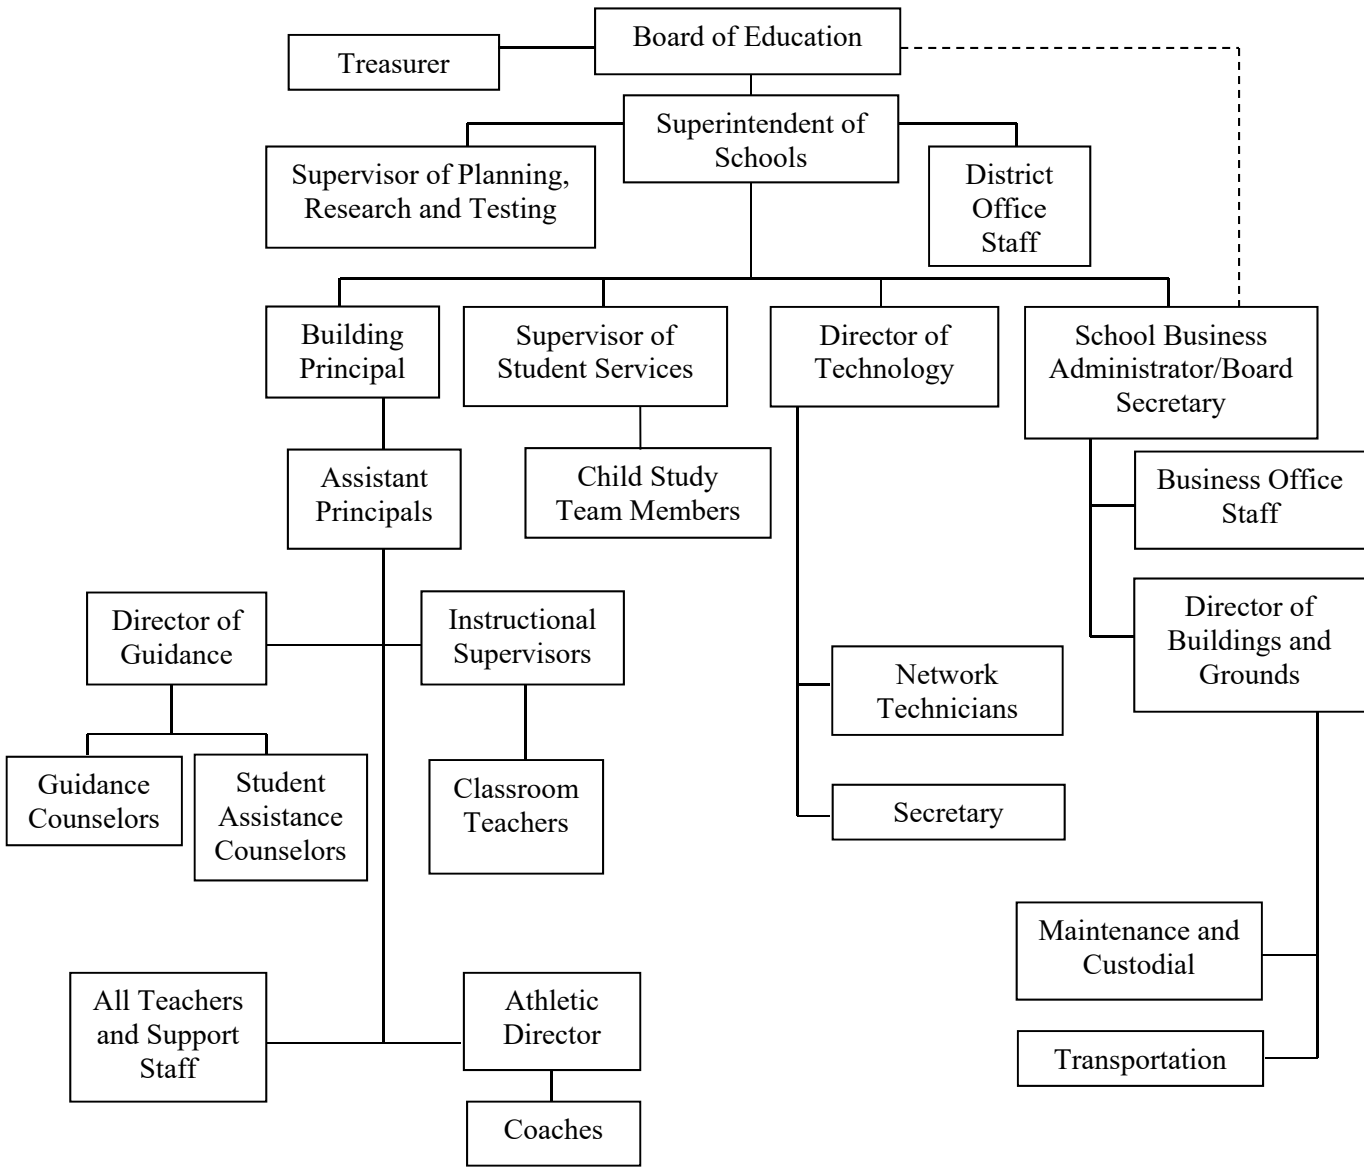 Board of Education
Treasurer
Superintendent of
Schools
Supervisor of Planning,
Research and Testing
District
Office
Staff
Building
Principal
Supervisor of
Student Services
Director of
Technology
School Business
Administrator/Board
Secretary
Assistant
Principals
Child Study
Team Members
Business Office
Staff
Director of
Guidance
Instructional
Supervisors
Director of
Buildings and
Grounds
Network
Technicians
Guidance
Counselors
Student
Assistance
Counselors
Classroom
Teachers
Secretary
Maintenance and
Custodial
All Teachers
and Support
Staff
Athletic
Director
Transportation
Coaches